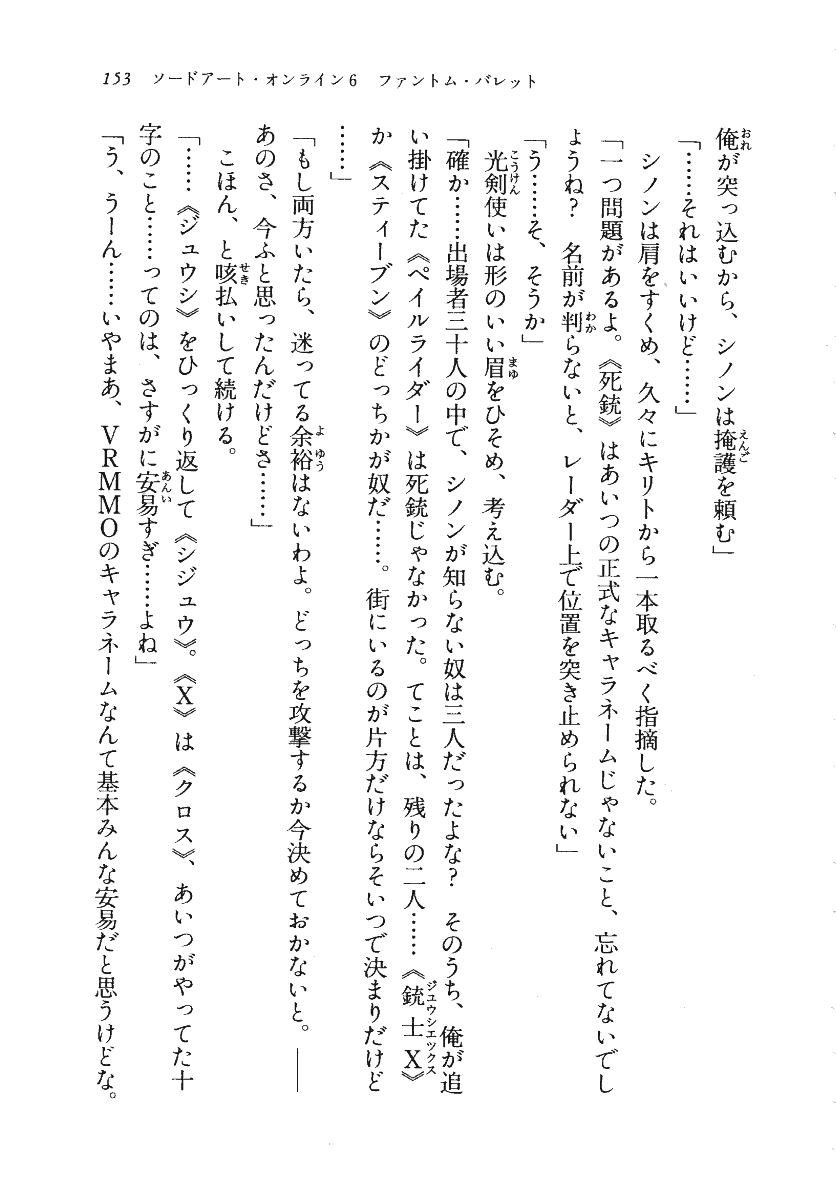 153　ソードアート・オンライン6　ファントム・バレット
俺が突っ込むから、シノンは掩護を頼む」
「……それはいいけど……」
　シノンは肩をすくめ、久々にキリトから一本取るべく指摘した。
「一つ問題があるよ。《死銃》はあいつの正式なキャラネームじゃないこと、忘れてないでし
ょうね？　名前が判らないと、レーダー上で位置を突き止められない」
「う……そ、そうか」
　光剣使いは形のいい眉をひそめ、考え込む。
「確か……出場者三十人の中で、シノンが知らない奴は三人だったよな？　そのうち、俺が追
い掛けてた《ペイルライダー》は死銃じゃなかった。てことは、残りの二人……《銃士X》
か《スティーブン》のどっちかが奴だ……。街にいるのが片方だけならそいつで決まりだけど
……」
「もし両方いたら、迷ってる余裕はないわよ。どっちを攻撃するか今決めておかないと。――
あのさ、今ふと思ったんだけどさ……」
　こほん、と咳払いして続ける。
「……《ジュウシ》をひっくり返して《シジュウ》。《X》は《クロス》、あいつがやってた十
字のこと……ってのは、さすがに安易すぎ……よね」
「う、うーん……いやまあ、VRMMOのキャラネームなんて基本みんな安易だと思うけどな。